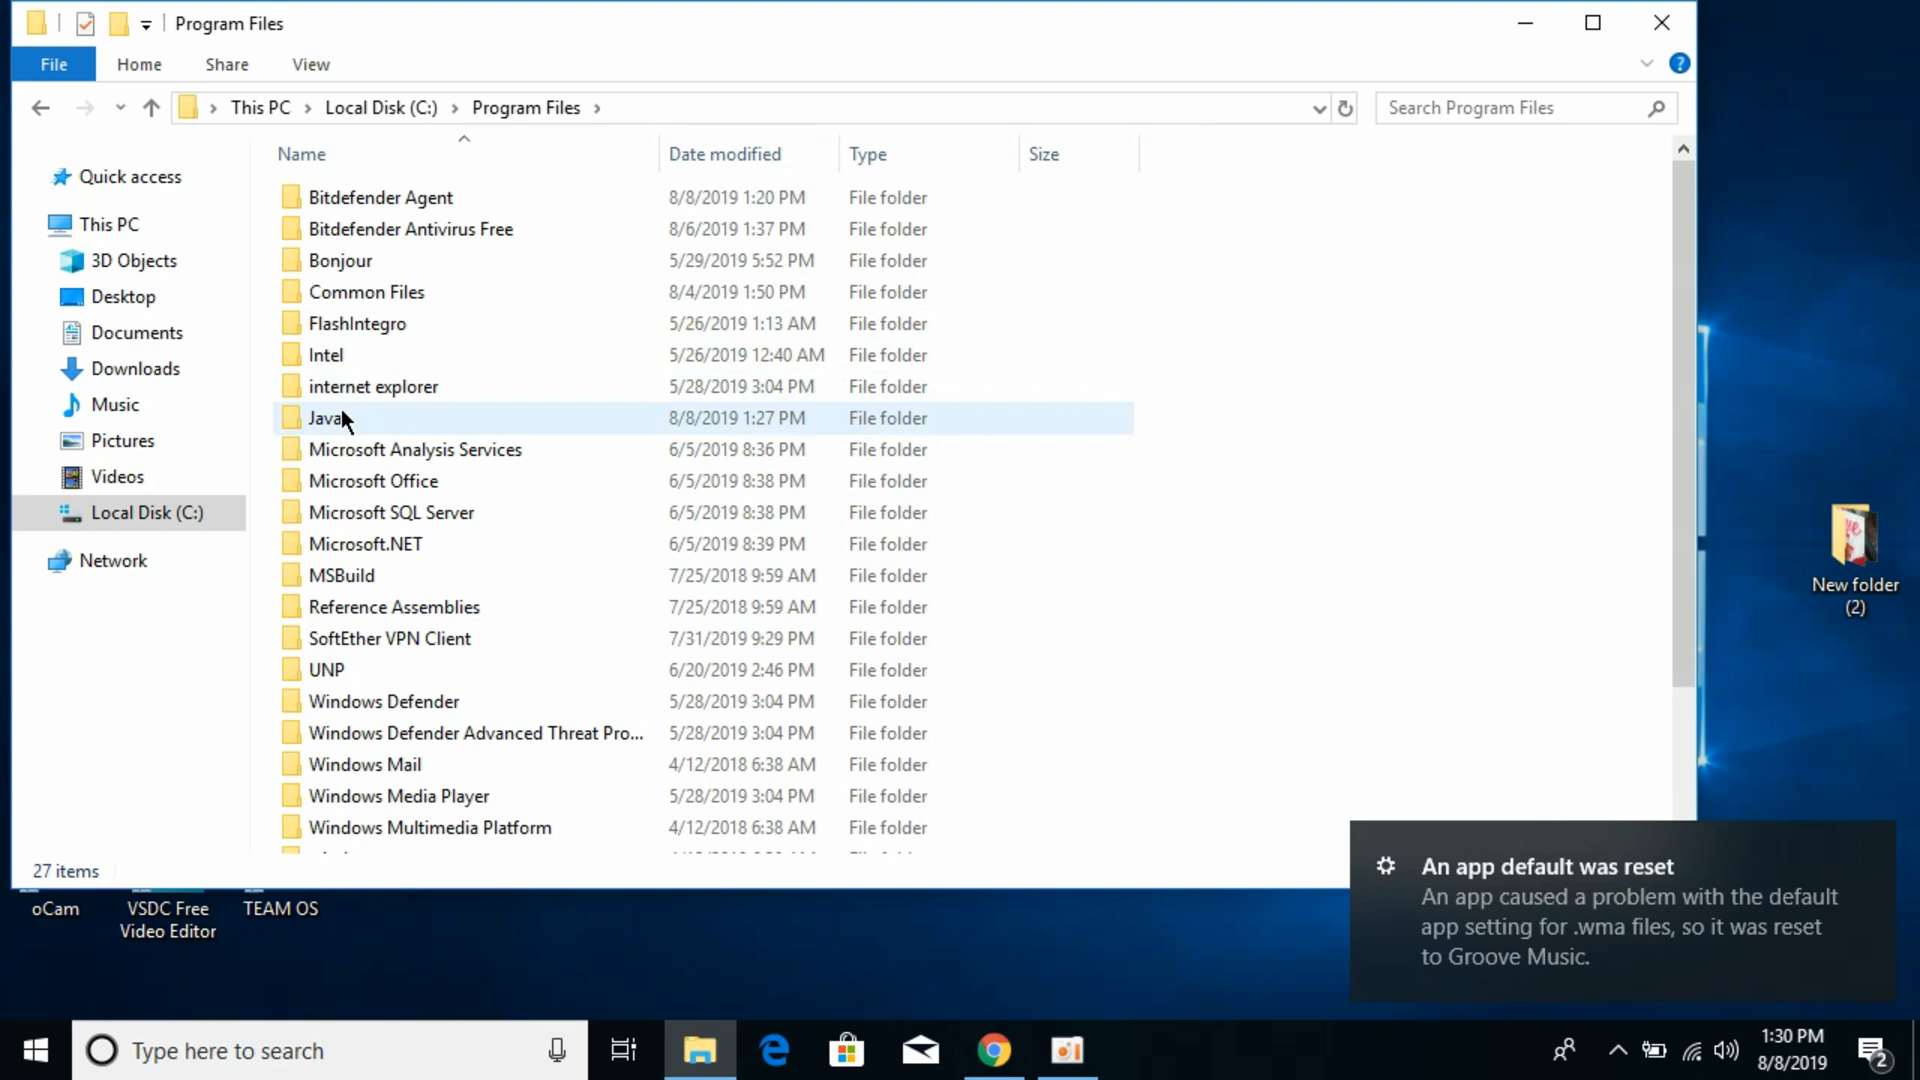 Program Files
File Home Share View
This PC Local Disk (C:) Program Files
Search Program Files
Name Date modified Type Size
Quick access
This PC
3D Objects
Desktop
Documents
Downloads
Music
Pictures
Videos
Local Disk (C:)
Network
Bitdefender Agent 8/8/2019 1:20 PM File folder
Bitdefender Antivirus Free 8/6/2019 1:37 PM File folder
Bonjour 5/29/2019 5:52 PM File folder
Common Files 8/4/2019 1:50 PM File folder
FlashIntegro 5/26/2019 1:13 AM File folder
Intel 5/26/2019 12:40 AM File folder
internet explorer 5/28/2019 3:04 PM File folder
Java 8/8/2019 1:27 PM File folder
Microsoft Analysis Services 6/5/2019 8:36 PM File folder
Microsoft Office 6/5/2019 8:38 PM File folder
Microsoft SQL Server 6/5/2019 8:38 PM File folder
Microsoft.NET 6/5/2019 8:39 PM File folder
MSBuild 7/25/2018 9:59 AM File folder
Reference Assemblies 7/25/2018 9:59 AM File folder
SoftEther VPN Client 7/31/2019 9:29 PM File folder
UNP 6/20/2019 2:46 PM File folder
Windows Defender 5/28/2019 3:04 PM File folder
Windows Defender Advanced Threat Pro... 5/28/2019 3:04 PM File folder
Windows Mail 4/12/2018 6:38 AM File folder
Windows Media Player 5/28/2019 3:04 PM File folder
Windows Multimedia Platform 4/12/2018 6:38 AM File folder
27 items
New folder
(2)
oCam
VSDC Free
Video Editor
TEAM OS
An app default was reset
An app caused a problem with the default
app setting for .wma files, so it was reset
to Groove Music.
Type here to search
1:30 PM
8/8/2019
2